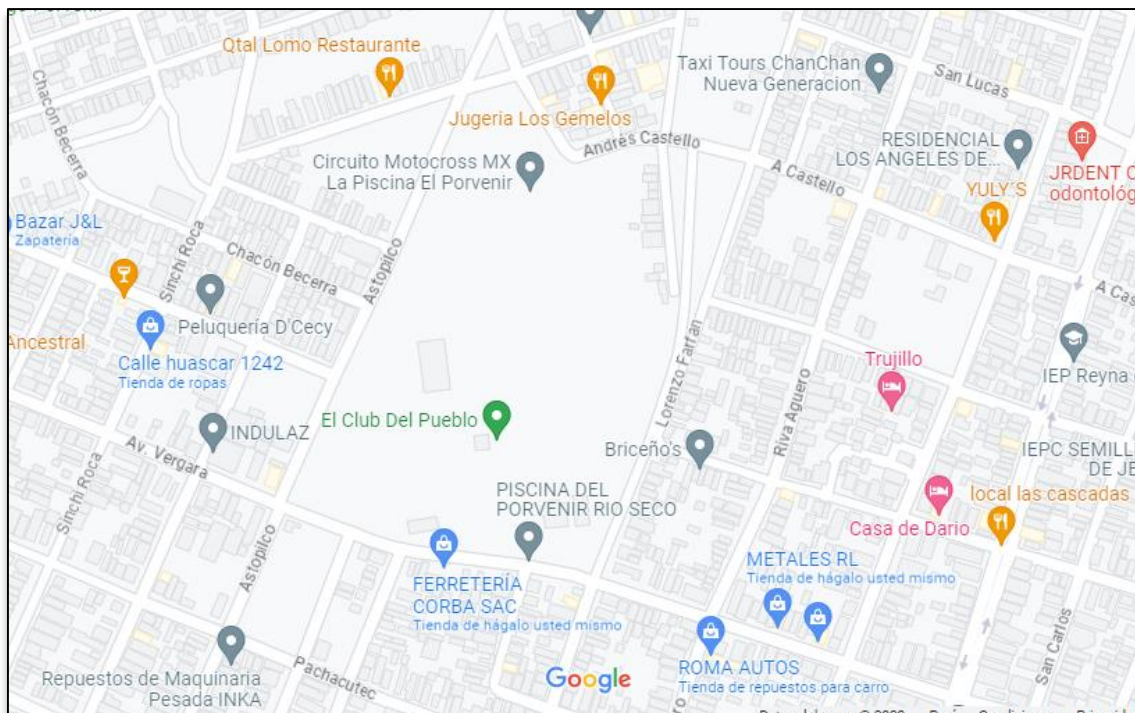 Qtal Lomo Restaurante
Taxi Tours ChanChan
Nueva Generacion
San Lucas
Chacón Becerra
Jugeria Los Gemelos
Andrés Castello
RESIDENCIAL
LOS ANGELES DE...
Circuito Motocross MX
La Piscina El Porvenir
A Castello
JRDENT C
odontológ
YULY´S
Bazar J&L
Zapatería
Sinchi Roca
Chacón Becerra
Astopilco
A Cas
Peluquería D'Cecy
Ancestral
Calle huascar 1242
Tienda de ropas
Lorenzo Farfan
Trujillo
IEP Reyna
El Club Del Pueblo
INDULAZ
Av. Vergara
Riva Aguero
Briceño's
IEPC SEMILL
DE JE
Sinchi Roca
PISCINA DEL
PORVENIR RIO SECO
local las cascadas
Casa de Dario
Astopilco
FERRETERÍA
CORBA SAC
Tienda de hágalo usted mismo
METALES RL
Tienda de hágalo usted mismo
San Carlos
Repuestos de Maquinaria
Pesada INKA
Pachacutec
Google
ROMA AUTOS
Tienda de repuestos para carro